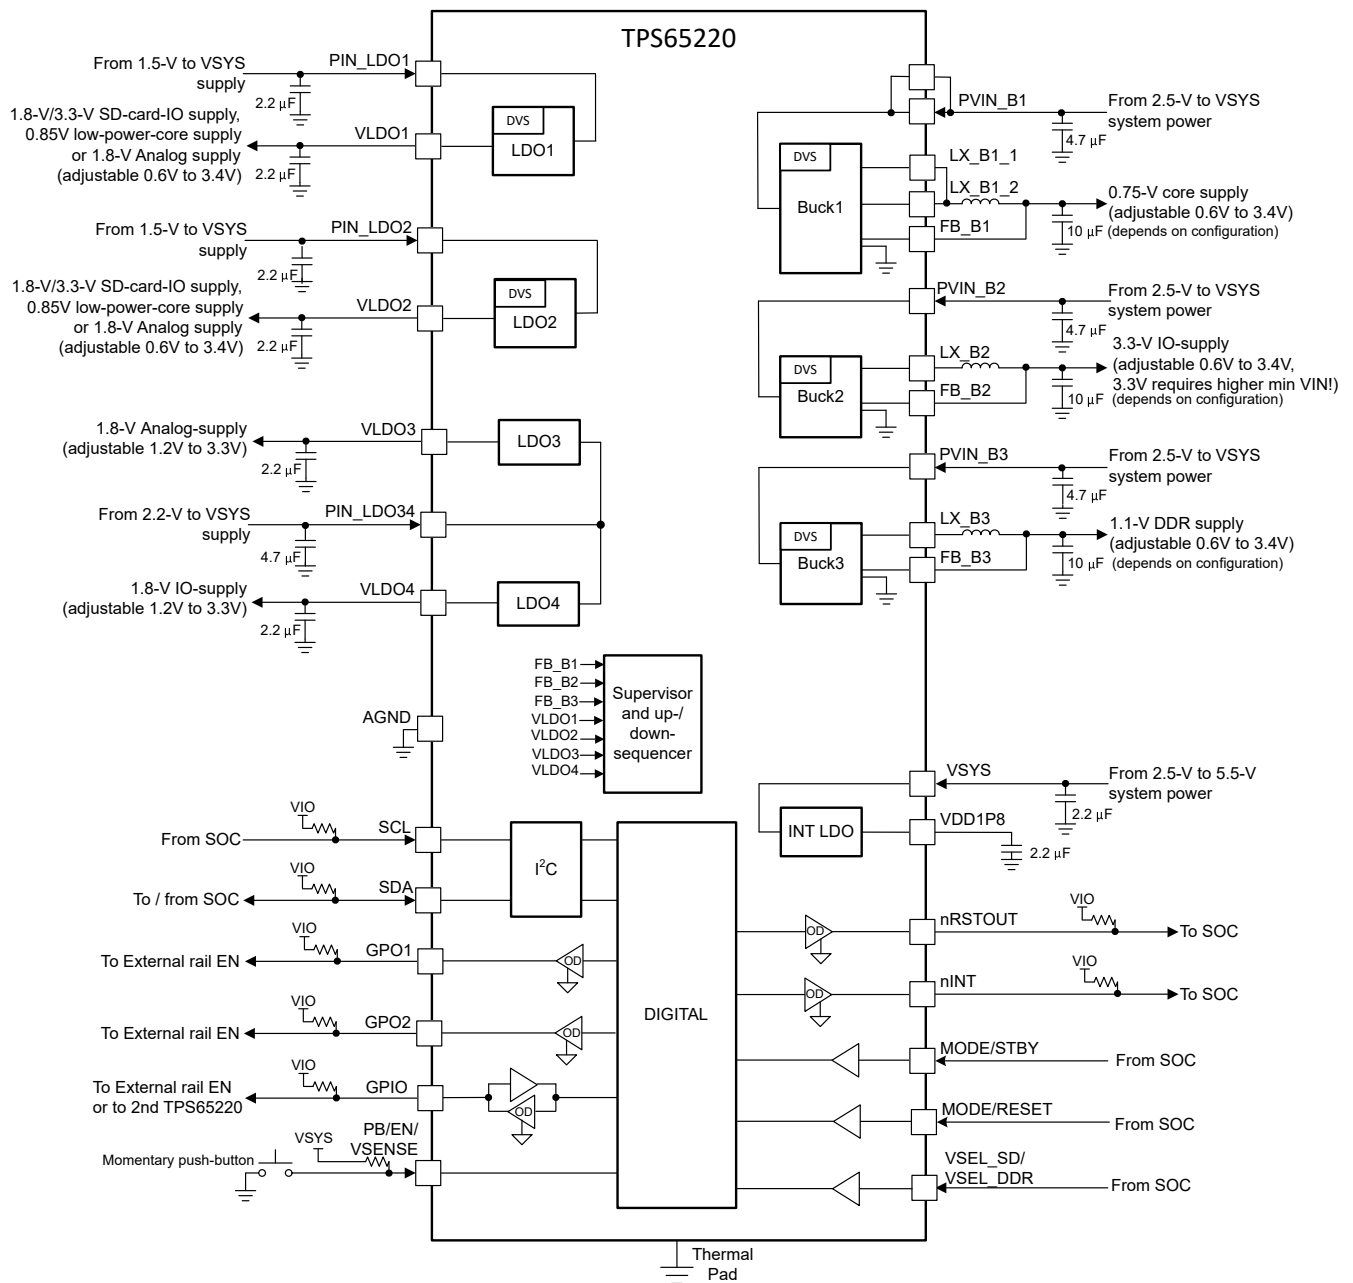 TPS65220
From 1.5-V to VSYS
supply
PIN_LDO1
2.2 µF
1.8-V/3.3-V SD-card-IO supply,
0.85V low-power-core supply
or 1.8-V Analog supply
(adjustable 0.6V to 3.4V)
VLDO1
2.2 µF
DVS
LDO1
From 1.5-V to VSYS
supply
PIN_LDO2
2.2 µF
1.8-V/3.3-V SD-card-IO supply,
0.85V low-power-core supply
or 1.8-V Analog supply
(adjustable 0.6V to 3.4V)
VLDO2
2.2 µF
DVS
LDO2
1.8-V Analog-supply
(adjustable 1.2V to 3.3V)
VLDO3
2.2 µF
LDO3
From 2.2-V to VSYS
supply
PIN_LDO34
4.7 µF
1.8-V IO-supply
(adjustable 1.2V to 3.3V)
VLDO4
2.2 µF
LDO4
PVIN_B1
From 2.5-V to VSYS
system power
4.7 µF
DVS
Buck1
LX_B1_1
LX_B1_2
FB_B1
0.75-V core supply
(adjustable 0.6V to 3.4V)
(depends on configuration)
10 µF
PVIN_B2
From 2.5-V to VSYS
system power
4.7 µF
DVS
Buck2
LX_B2
FB_B2
3.3-V IO-supply
(adjustable 0.6V to 3.4V,
3.3V requires higher min VIN!)
(depends on configuration)
10 µF
PVIN_B3
From 2.5-V to VSYS
system power
4.7 µF
DVS
Buck3
LX_B3
FB_B3
1.1-V DDR supply
(adjustable 0.6V to 3.4V)
(depends on configuration)
10 µF
FB_B1
FB_B2
FB_B3
VLDO1
VLDO2
VLDO3
VLDO4
Supervisor
and up-/
down-
sequencer
AGND
VSYS
From 2.5-V to 5.5-V
system power
2.2 µF
INT LDO
VDD1P8
2.2 µF
From SOC
VIO
SCL
To / from SOC
VIO
SDA
I2C
To External rail EN
VIO
GPO1
OD
To External rail EN
VIO
GPO2
OD
To External rail EN
or to 2nd TPS65220
VIO
GPIO
OD
Momentary push-button
VSYS
PB/EN/
VSENSE
DIGITAL
OD
nRSTOUT
VIO
To SOC
OD
nINT
VIO
To SOC
MODE/STBY
From SOC
MODE/RESET
From SOC
VSEL_SD/
VSEL_DDR
From SOC
Thermal
Pad